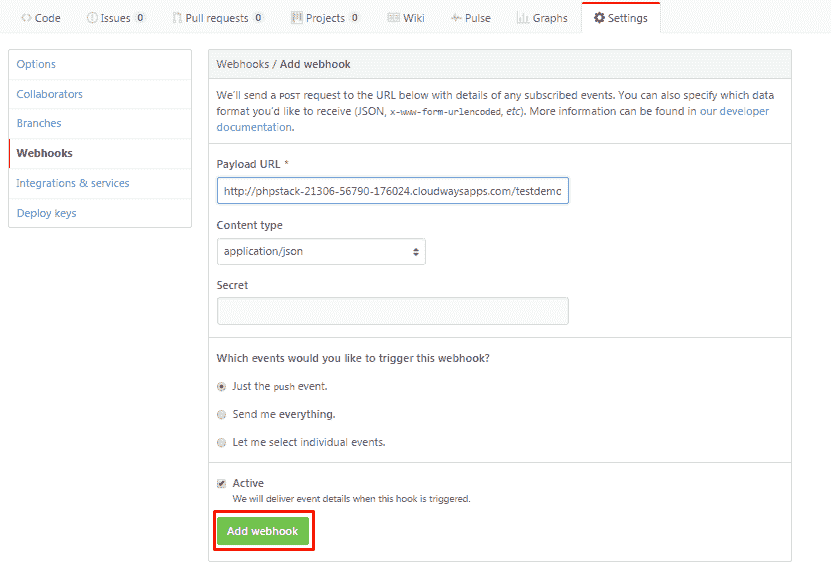 Code Issues 0 Pull requests 0 Projects 0 Wiki Pulse Graphs Settings
Options
Collaborators
Branches
Webhooks
Integrations & services
Deploy keys
Webhooks / Add webhook
We'll send a POST request to the URL below with details of any subscribed events. You can also specify which data
format you'd like to receive (JSON, x-www-form-urlencoded, etc). More information can be found in our developer
documentation.
Payload URL *
http://phpstack-21306-56790-176024.cloudwaysapps.com/testdemo
Content type
application/json
Secret
Which events would you like to trigger this webhook?
Just the push event.
Send me everything.
Let me select individual events.
Active
We will deliver event details when this hook is triggered.
Add webhook